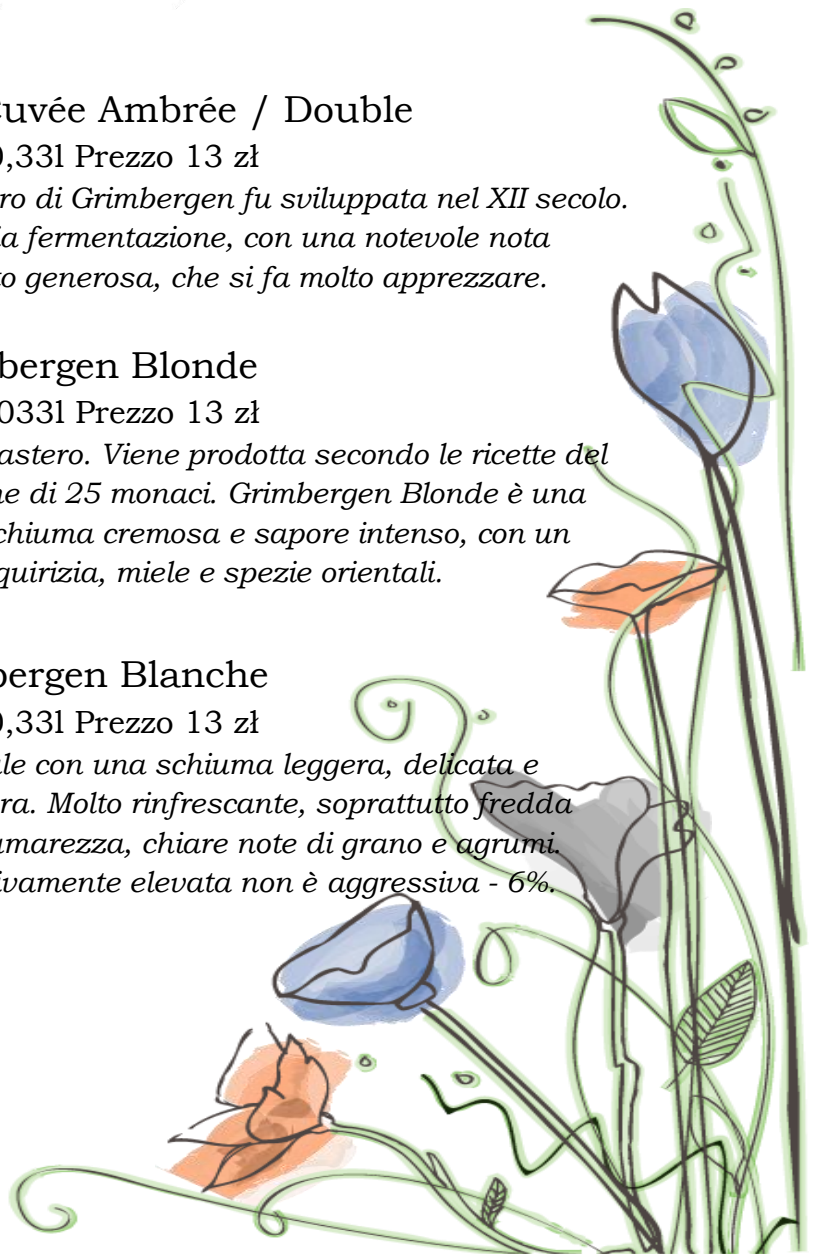 Cuvée Ambrée / Double
0,33l Prezzo 13 zł
ro di Grimbergen fu sviluppata nel XII secolo.
a fermentazione, con una notevole nota
o generosa, che si fa molto apprezzare.
bergen Blonde
033l Prezzo 13 zł
astero. Viene prodotta secondo le ricette del
ne di 25 monaci. Grimbergen Blonde è una
chiuma cremosa e sapore intenso, con un
quirizia, miele e spezie orientali.
bergen Blanche
0,33l Prezzo 13 zł
le con una schiuma leggera, delicata e
ra. Molto rinfrescante, soprattutto fredda
amarezza, chiare note di grano e agrumi.
ivamente elevata non è aggressiva - 6%.